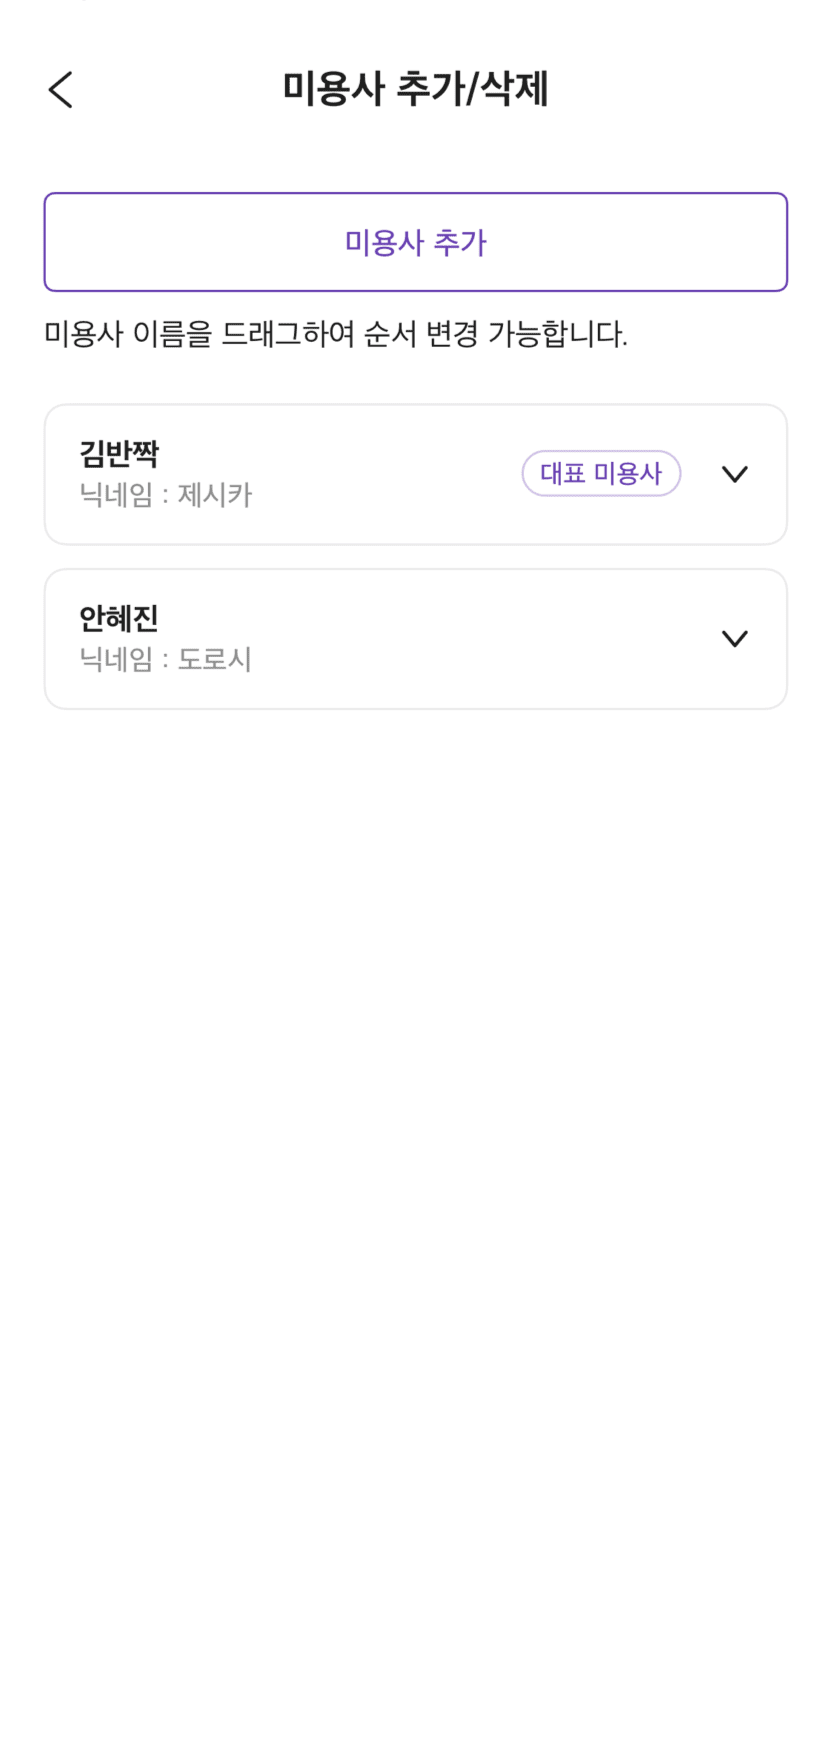 미용사 추가/삭제
미용사 추가
미용사 이름을 드래그하여 순서 변경 가능합니다.
김반짝
대표 미용사
닉네임 : 제시카
안혜진
닉네임 : 도로시